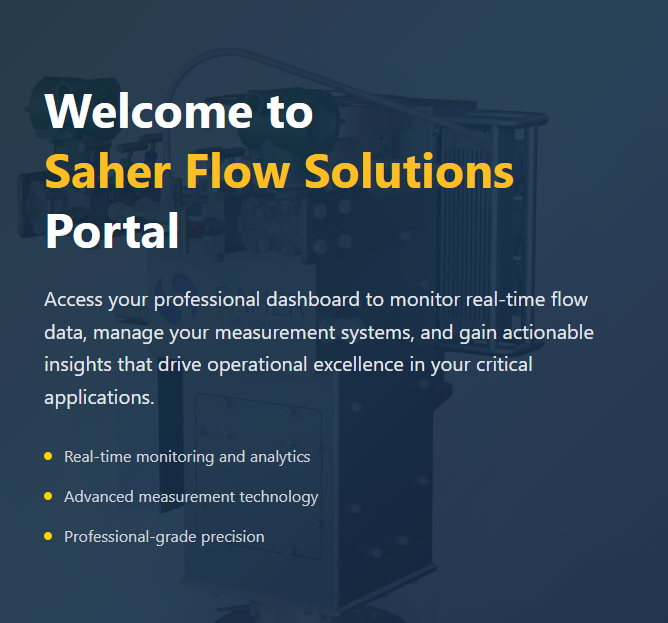 Welcome to
Saher Flow Solutions
Portal
Access your professional dashboard to monitor real-time flow
data, manage your measurement systems, and gain actionable
insights that drive operational excellence in your critical
applications.
Real-time monitoring and analytics
Advanced measurement technology
Professional-grade precision